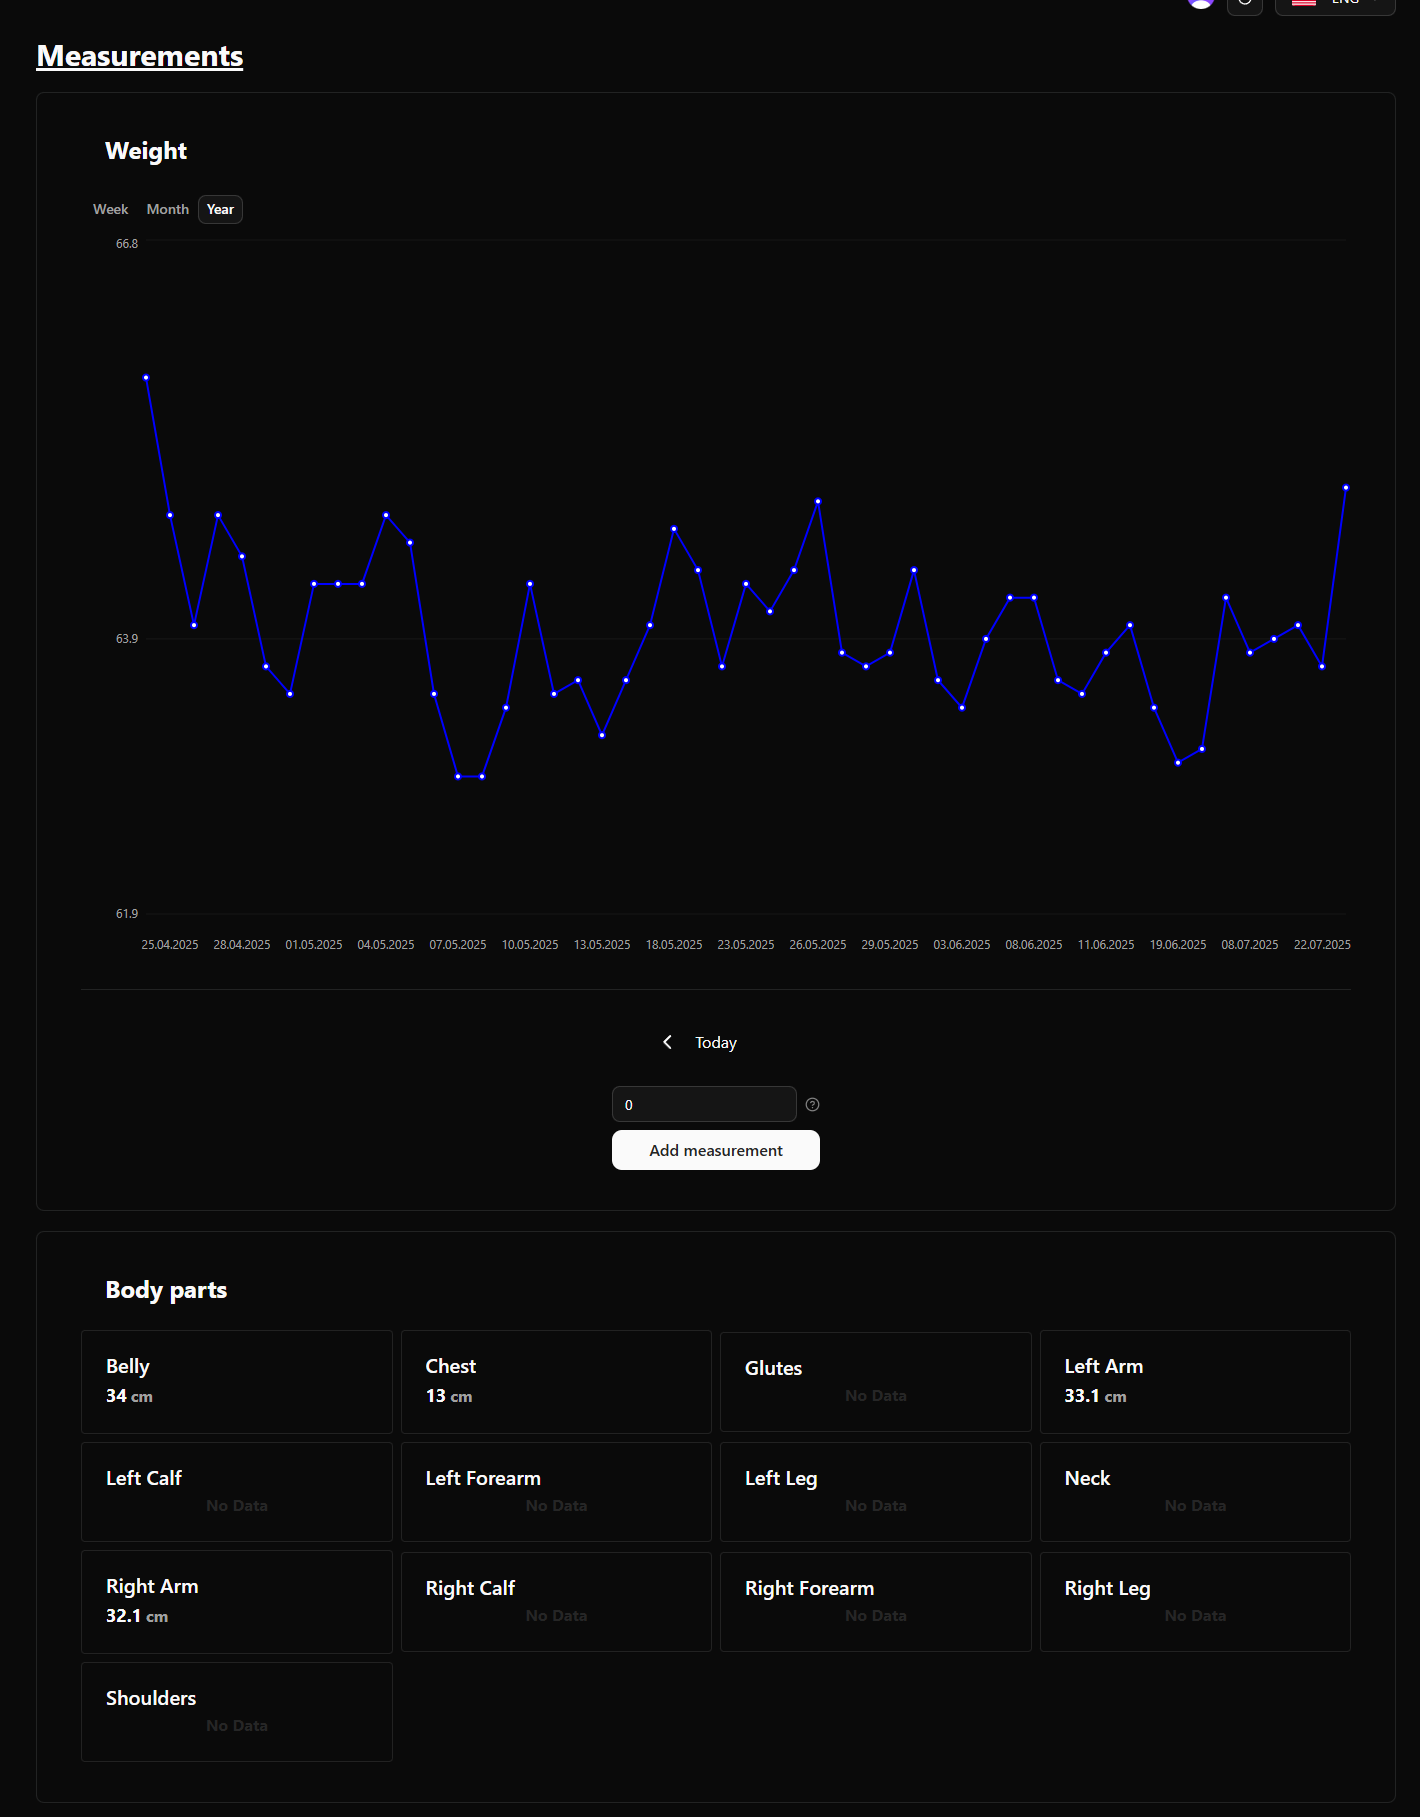 ENG
Measurements
Weight
Week Month Year
66.8
63.9
61.9
25.04.2025 28.04.2025 01.05.2025 04.05.2025 07.05.2025 10.05.2025 13.05.2025 18.05.2025 23.05.2025 26.05.2025 29.05.2025 03.06.2025 08.06.2025 11.06.2025 19.06.2025 08.07.2025 22.07.2025
Today
0
Add measurement
Body parts
Belly
34 cm
Chest
13 cm
Glutes
No Data
Left Arm
33.1 cm
Left Calf
No Data
Left Forearm
No Data
Left Leg
No Data
Neck
No Data
Right Arm
32.1 cm
Right Calf
No Data
Right Forearm
No Data
Right Leg
No Data
Shoulders
No Data